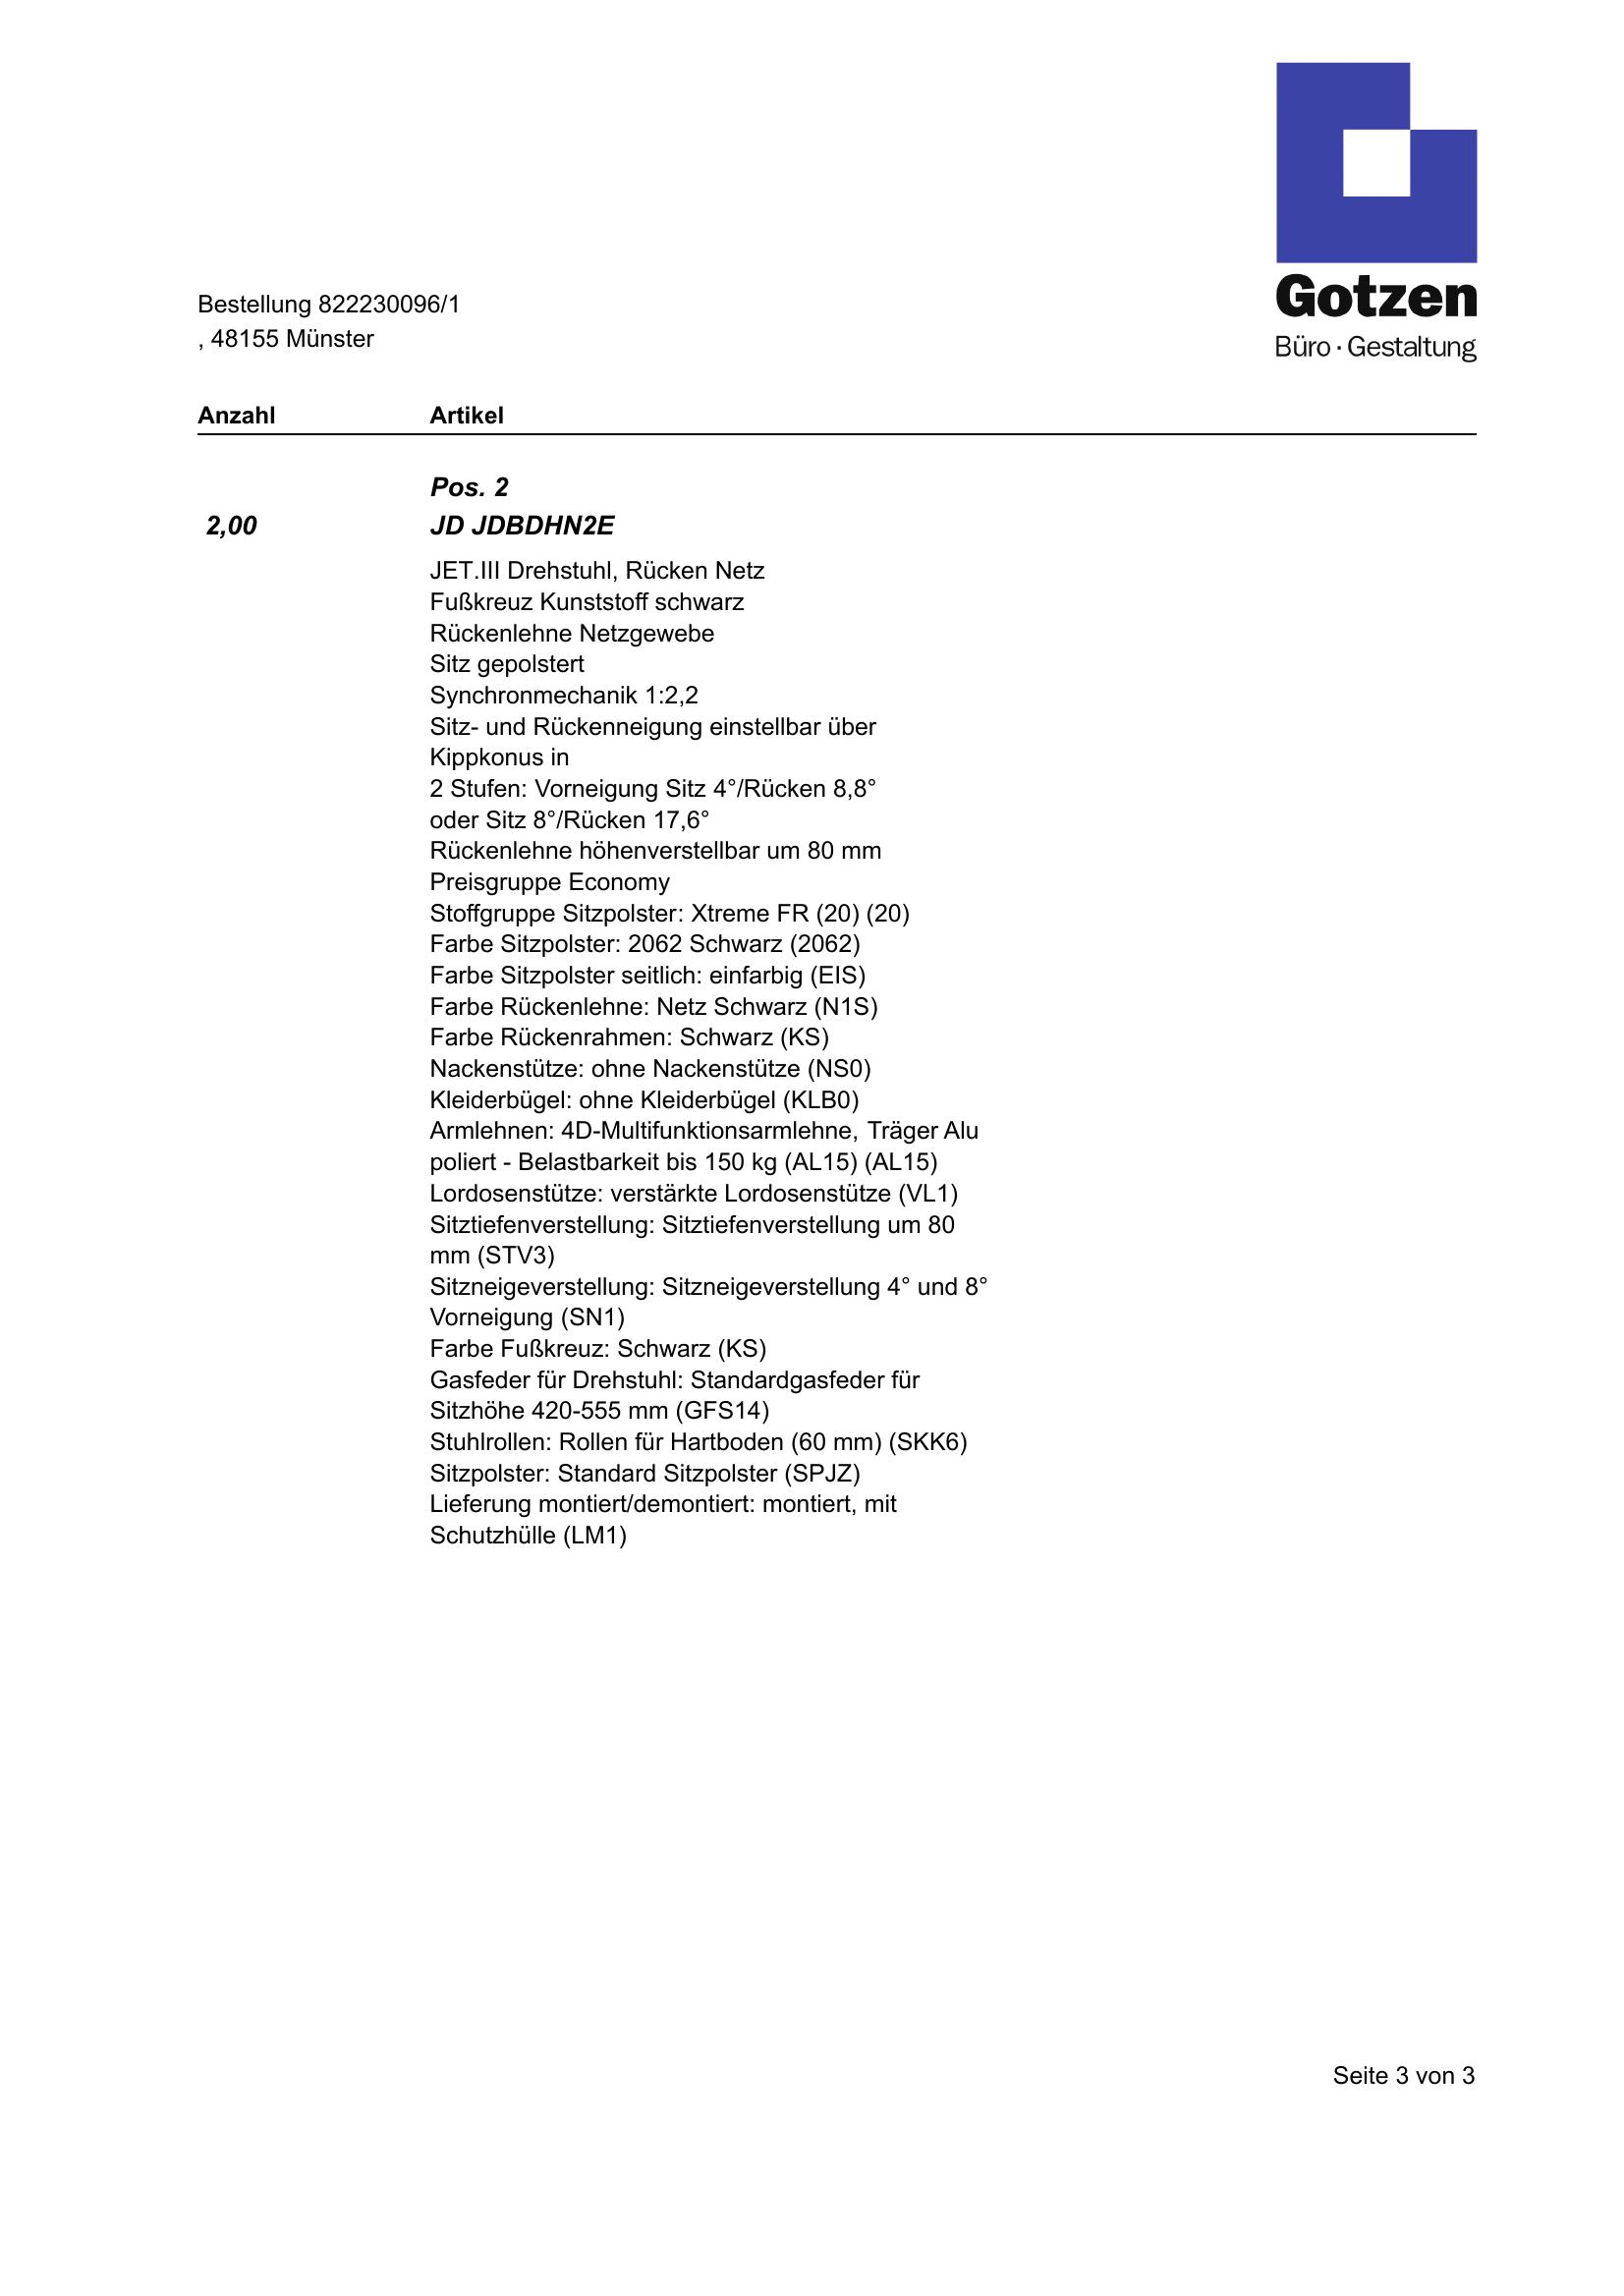 Gotzen
Büro · Gestaltung
Bestellung 822230096/1
, 48155 Münster
Anzahl Artikel
Pos. 2
2,00 JD JDBDHN2E
JET.III Drehstuhl, Rücken Netz
Fußkreuz Kunststoff schwarz
Rückenlehne Netzgewebe
Sitz gepolstert
Synchronmechanik 1:2,2
Sitz- und Rückenneigung einstellbar über
Kippkonus in
2 Stufen: Vorneigung Sitz 4°/Rücken 8,8°
oder Sitz 8°/Rücken 17,6°
Rückenlehne höhenverstellbar um 80 mm
Preisgruppe Economy
Stoffgruppe Sitzpolster: Xtreme FR (20) (20)
Farbe Sitzpolster: 2062 Schwarz (2062)
Farbe Sitzpolster seitlich: einfarbig (EIS)
Farbe Rückenlehne: Netz Schwarz (N1S)
Farbe Rückenrahmen: Schwarz (KS)
Nackenstütze: ohne Nackenstütze (NS0)
Kleiderbügel: ohne Kleiderbügel (KLB0)
Armlehnen: 4D-Multifunktionsarmlehne, Träger Alu
poliert - Belastbarkeit bis 150 kg (AL15) (AL15)
Lordosenstütze: verstärkte Lordosenstütze (VL1)
Sitztiefenverstellung: Sitztiefenverstellung um 80
mm (STV3)
Sitzneigeverstellung: Sitzneigeverstellung 4° und 8°
Vorneigung (SN1)
Farbe Fußkreuz: Schwarz (KS)
Gasfeder für Drehstuhl: Standardgasfeder für
Sitzhöhe 420-555 mm (GFS14)
Stuhlrollen: Rollen für Hartboden (60 mm) (SKK6)
Sitzpolster: Standard Sitzpolster (SPJZ)
Lieferung montiert/demontiert: montiert, mit
Schutzhülle (LM1)
Seite 3 von 3